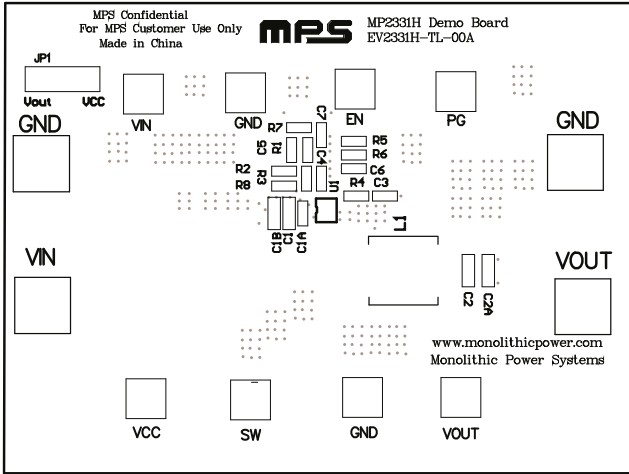 MPS Confidential
For MPS Customer Use Only
Made in China
MPS
MP2331H Demo Board
EV2331H-TL-00A
JP1
Vout VCC
VIN
GND
EN
PG
GND
GND
C7
R7
C5
R1
C4
R5
R6
C6
R2
R3
R8
U1
R4 C3
C1B
C1
C1A
L1
VIN
VOUT
C2
C2A
www.monolithicpower.com
Monolithic Power Systems
VCC
SW
GND
VOUT